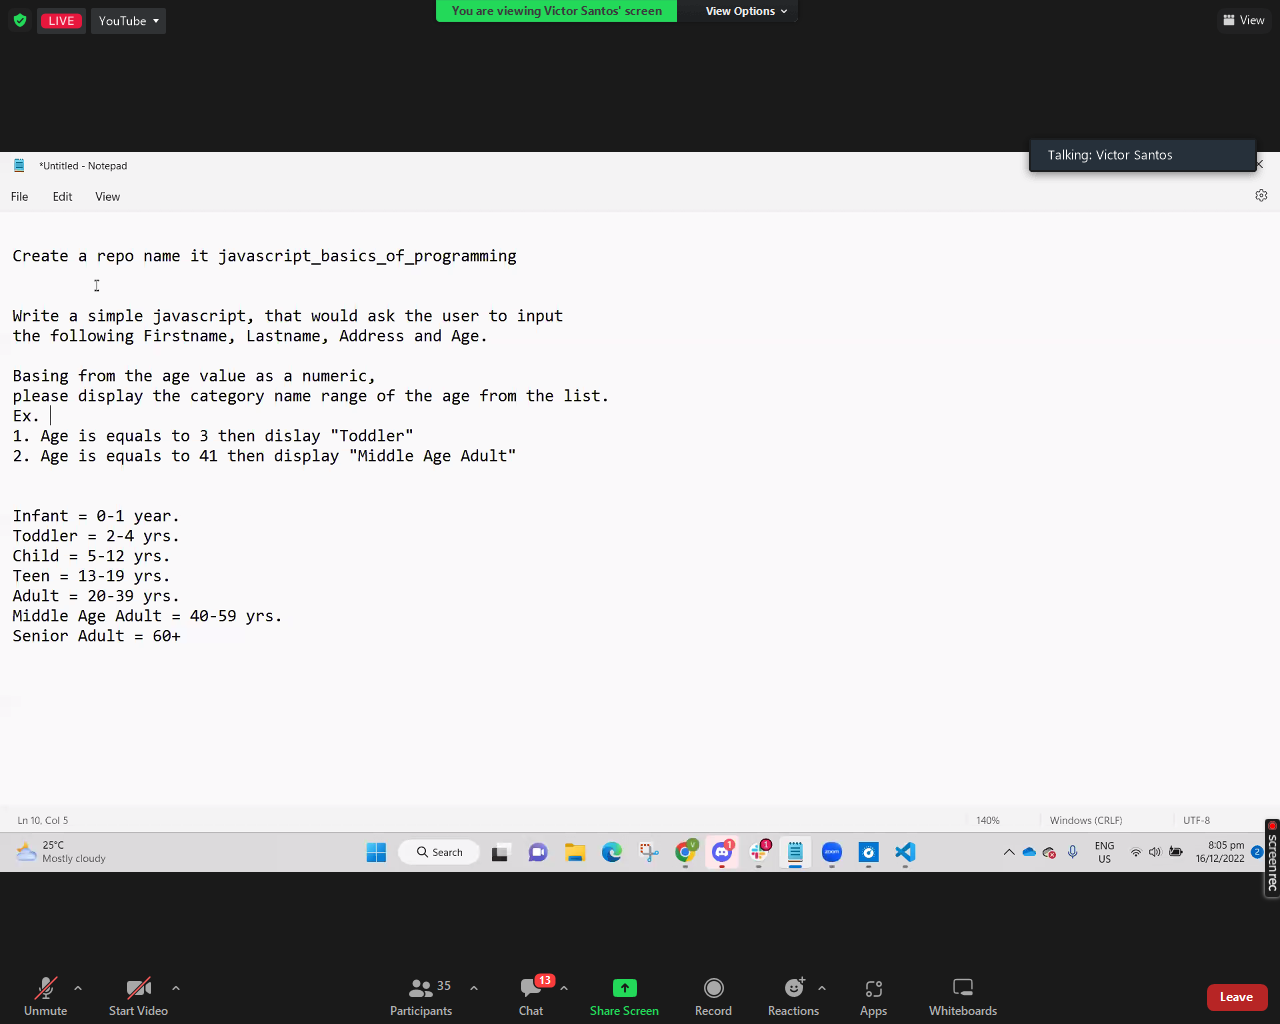 LIVE
YouTube
You are viewing Victor Santos' screen
View Options
View
*Untitled - Notepad
Talking: Victor Santos
File Edit View
Create a repo name it javascript_basics_of_programming
Write a simple javascript, that would ask the user to input
the following Firstname, Lastname, Address and Age.
Basing from the age value as a numeric,
please display the category name range of the age from the list.
Ex.
1. Age is equals to 3 then dislay "Toddler"
2. Age is equals to 41 then display "Middle Age Adult"
Infant = 0-1 year.
Toddler = 2-4 yrs.
Child = 5-12 yrs.
Teen = 13-19 yrs.
Adult = 20-39 yrs.
Middle Age Adult = 40-59 yrs.
Senior Adult = 60+
Ln 10, Col 5
140%
Windows (CRLF)
UTF-8
25°C
Mostly cloudy
Search
V
1
1
zoom
ENG
US
8:05 pm
16/12/2022
2
screenrec
Unmute
Start Video
35
Participants
13
Chat
Share Screen
Record
Reactions
Apps
Whiteboards
Leave